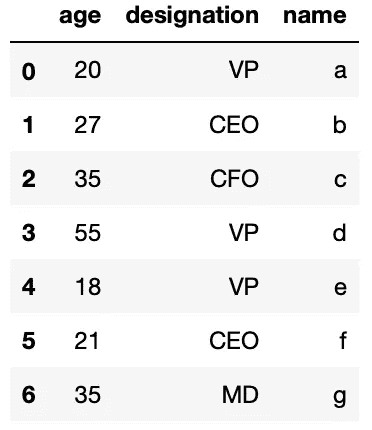 age designation name
0 20 VP a
1 27 CEO b
2 35 CFO c
3 55 VP d
4 18 VP e
5 21 CEO f
6 35 MD g